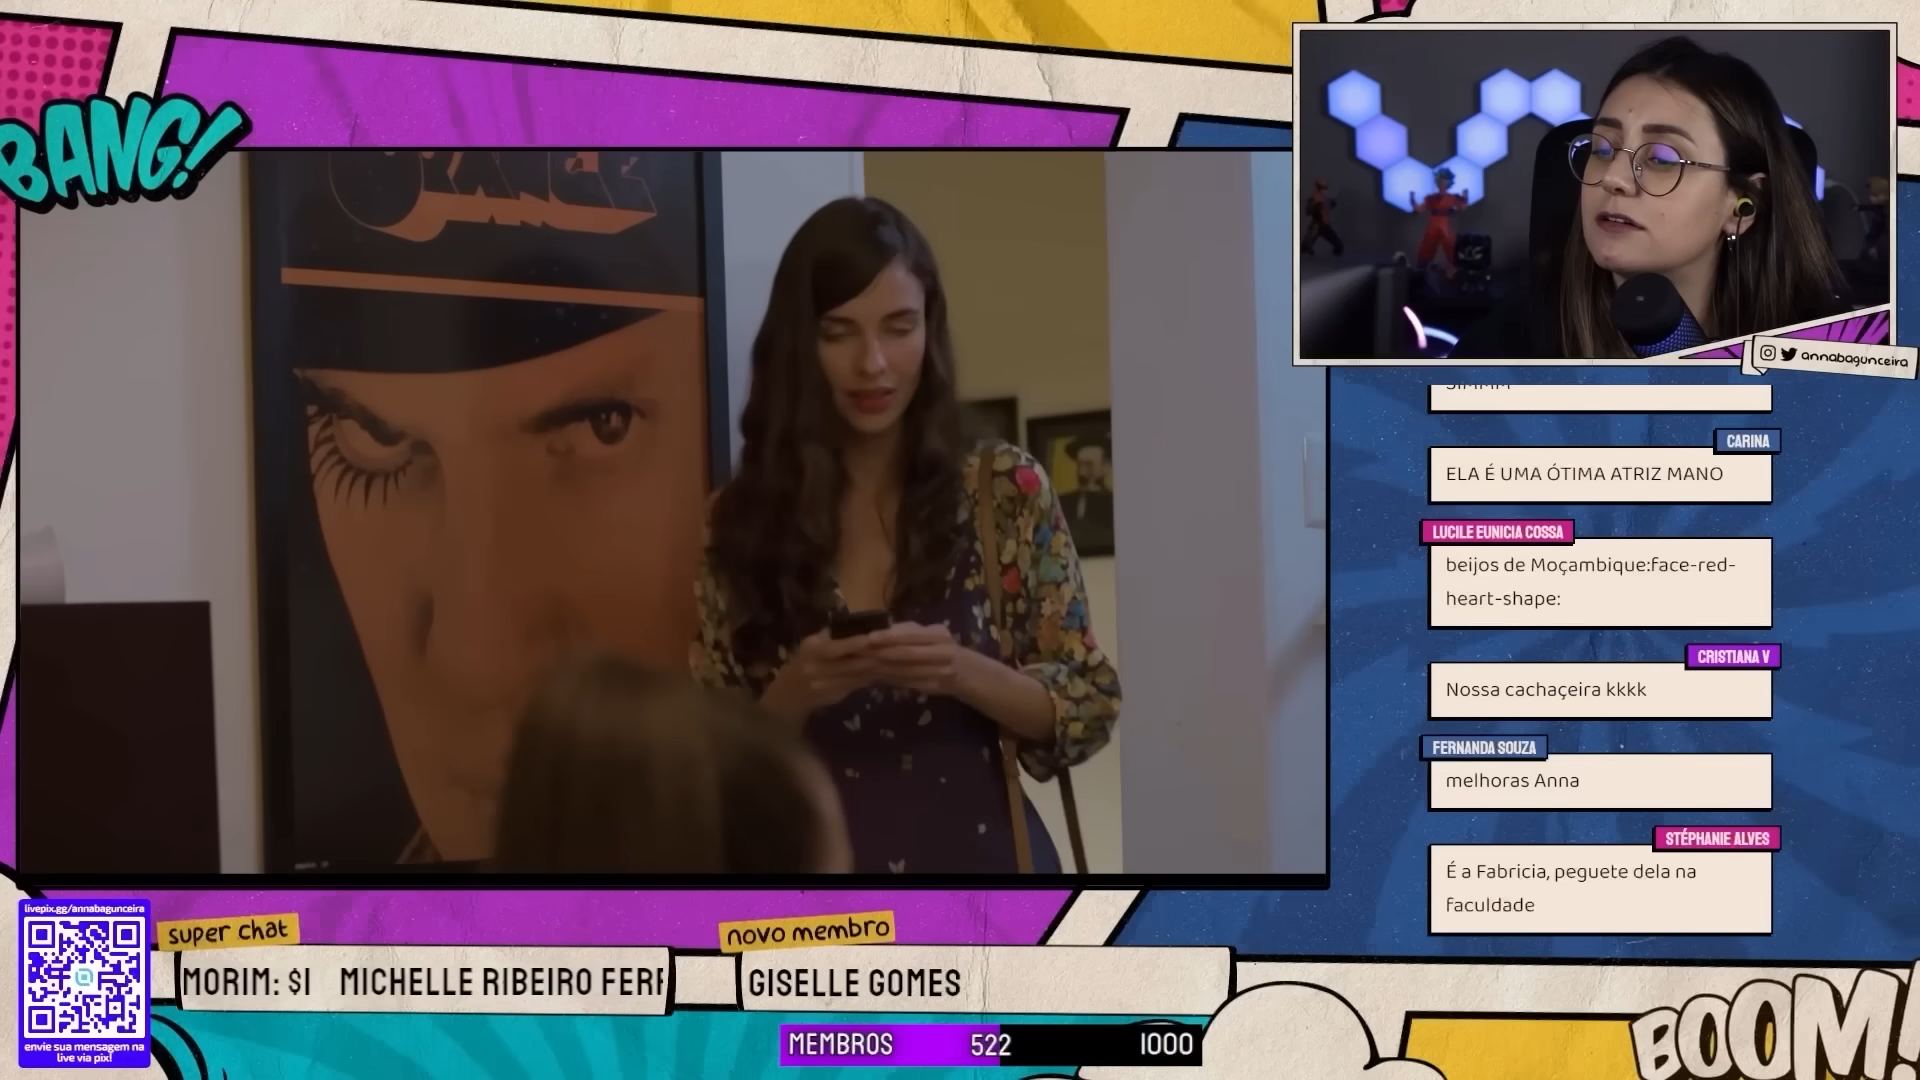 BANG!
RANGE
annabagunceira
SIMMM
CARINA
ELA É UMA ÓTIMA ATRIZ MANO
LUCILE EUNICIA COSSA
beijos de Moçambique:face-red-
heart-shape:
CRISTIANA V
Nossa cachaçeira kkkk
FERNANDA SOUZA
melhoras Anna
STÉPHANIE ALVES
É a Fabricia, peguete dela na
faculdade
livepix.gg/annabagunceira
envie sua mensagem na
live via pix!
super chat
MORIM: $1 MICHELLE RIBEIRO FERR
novo membro
GISELLE GOMES
MEMBROS 522 1000
BOOM!